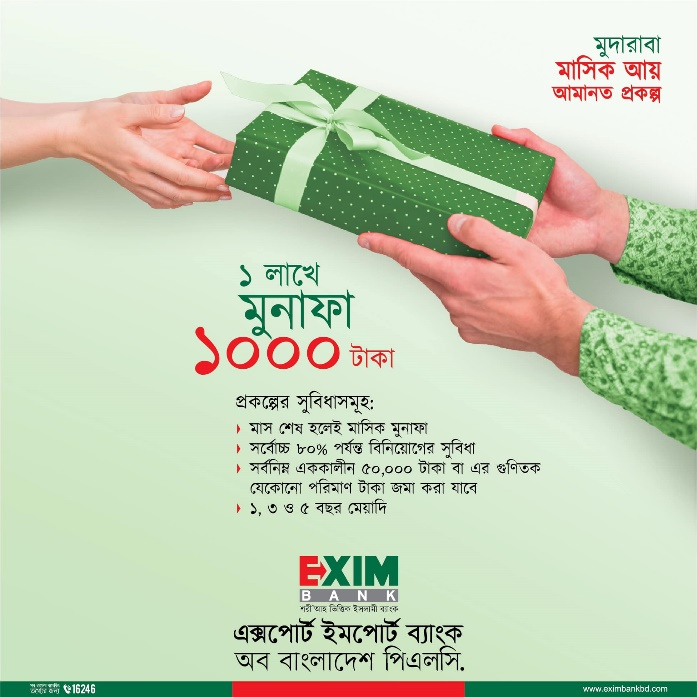 মুদারাবা
মাসিক আয়
আমানত প্রকল্প
১ লাখে
মুনাফা
১০০০ টাকা
প্রকল্পের সুবিধাসমূহ:
মাস শেষ হলেই মাসিক মুনাফা
সর্বোচ্চ ৮০% পর্যন্ত বিনিয়োগের সুবিধা
সর্বনিম্ন এককালীন ৫০,০০০ টাকা বা এর গুণিতক
যেকোনো পরিমাণ টাকা জমা করা যাবে
১, ৩ ও ৫ বছর মেয়াদি
EXIM
BANK
শরী'আহ ভিত্তিক ইসলামী ব্যাংক
এক্সপোর্ট ইমপোর্ট ব্যাংক
অব বাংলাদেশ পিএলসি.
16246
www.eximbankbd.com